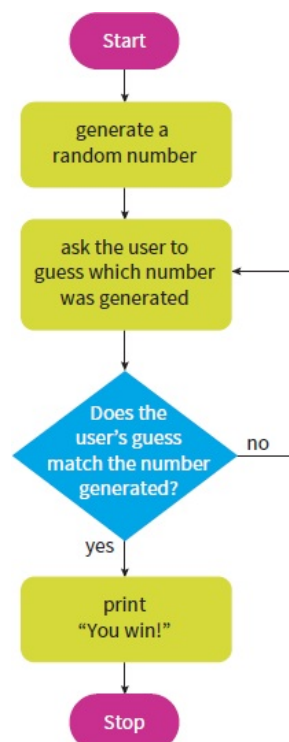 Start
generate a
random number
ask the user to
guess which number
was generated
Does the
user’s guess
match the number
generated?
no
yes
print
“You win!”
Stop